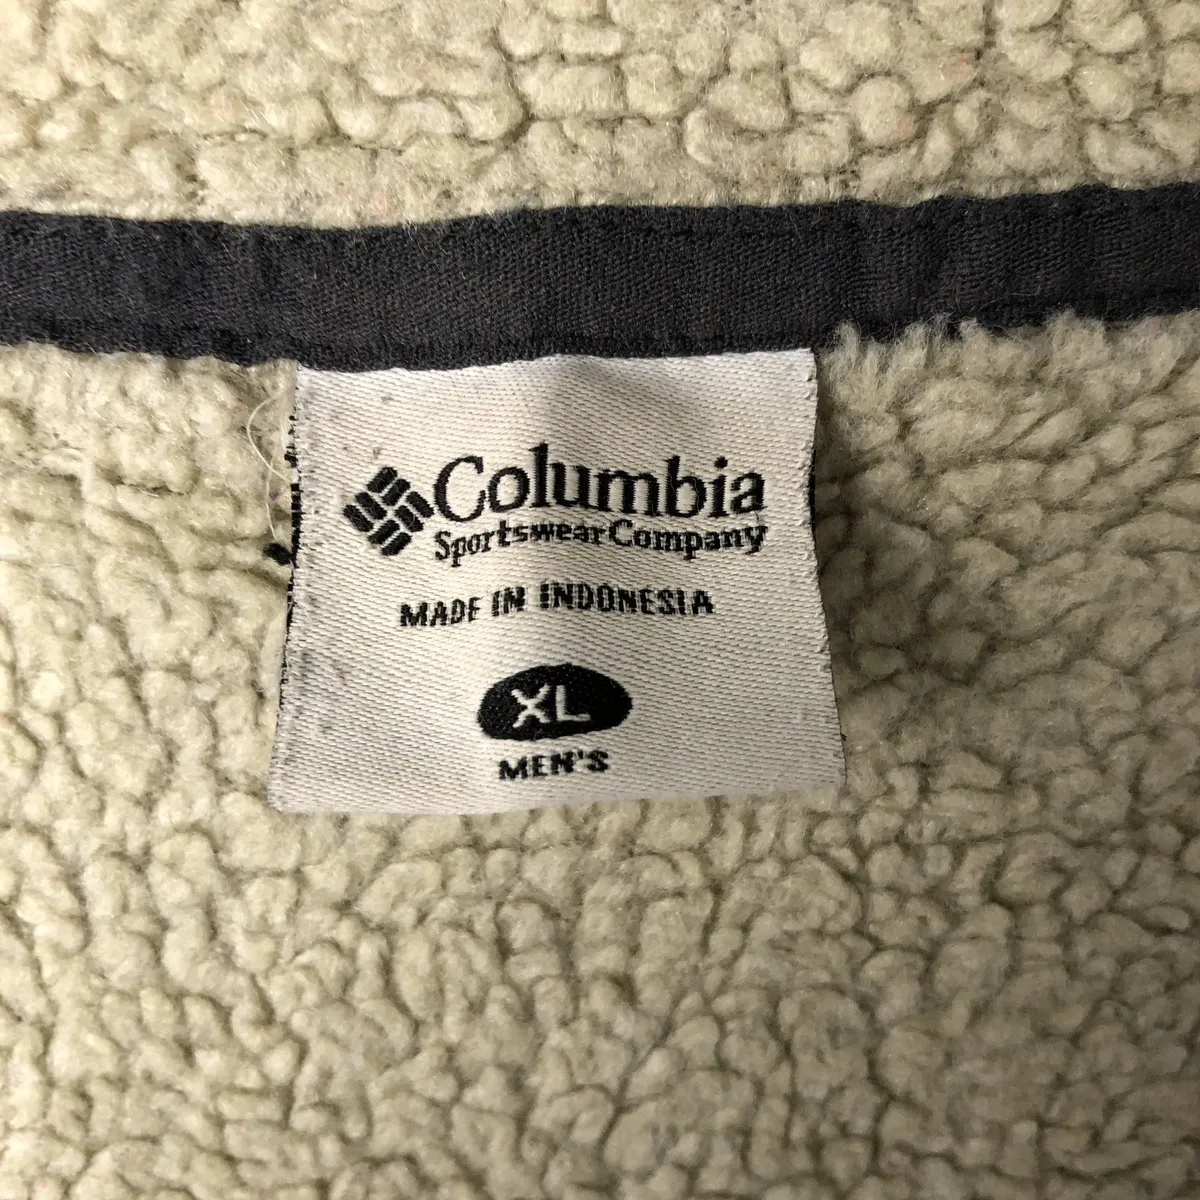 Columbia
Sportswear Company
MADE IN INDONESIA
XL
MEN'S